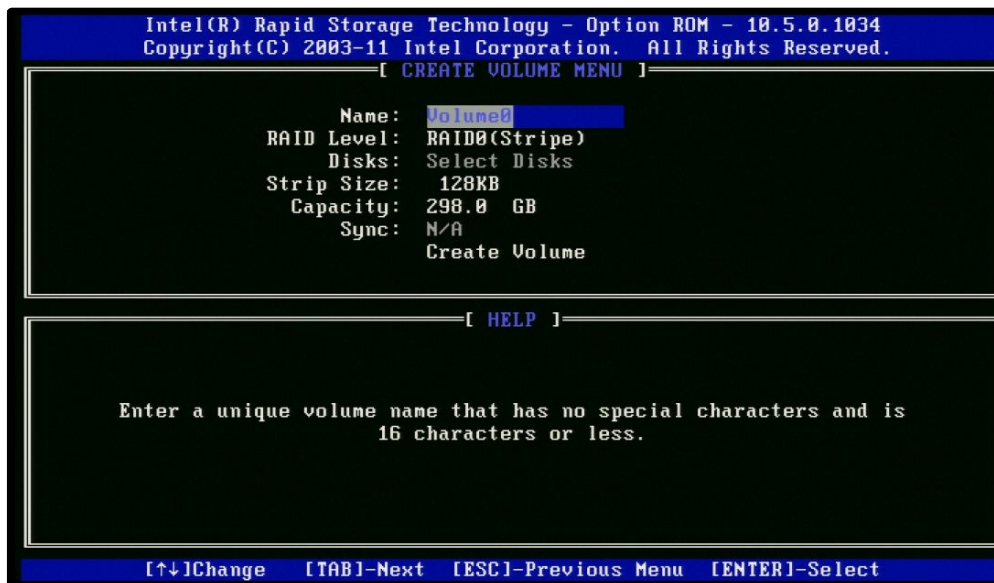 Intel(R) Rapid Storage Technology - Option ROM - 10.5.0.1034
Copyright(C) 2003-11 Intel Corporation. All Rights Reserved.
[ CREATE VOLUME MENU ]
Name: Volume0
RAID Level: RAID0(Stripe)
Disks: Select Disks
Strip Size: 128KB
Capacity: 298.0 GB
Sync: N/A
Create Volume
[ HELP ]
Enter a unique volume name that has no special characters and is
16 characters or less.
[↑↓]Change [TAB]-Next [ESC]-Previous Menu [ENTER]-Select